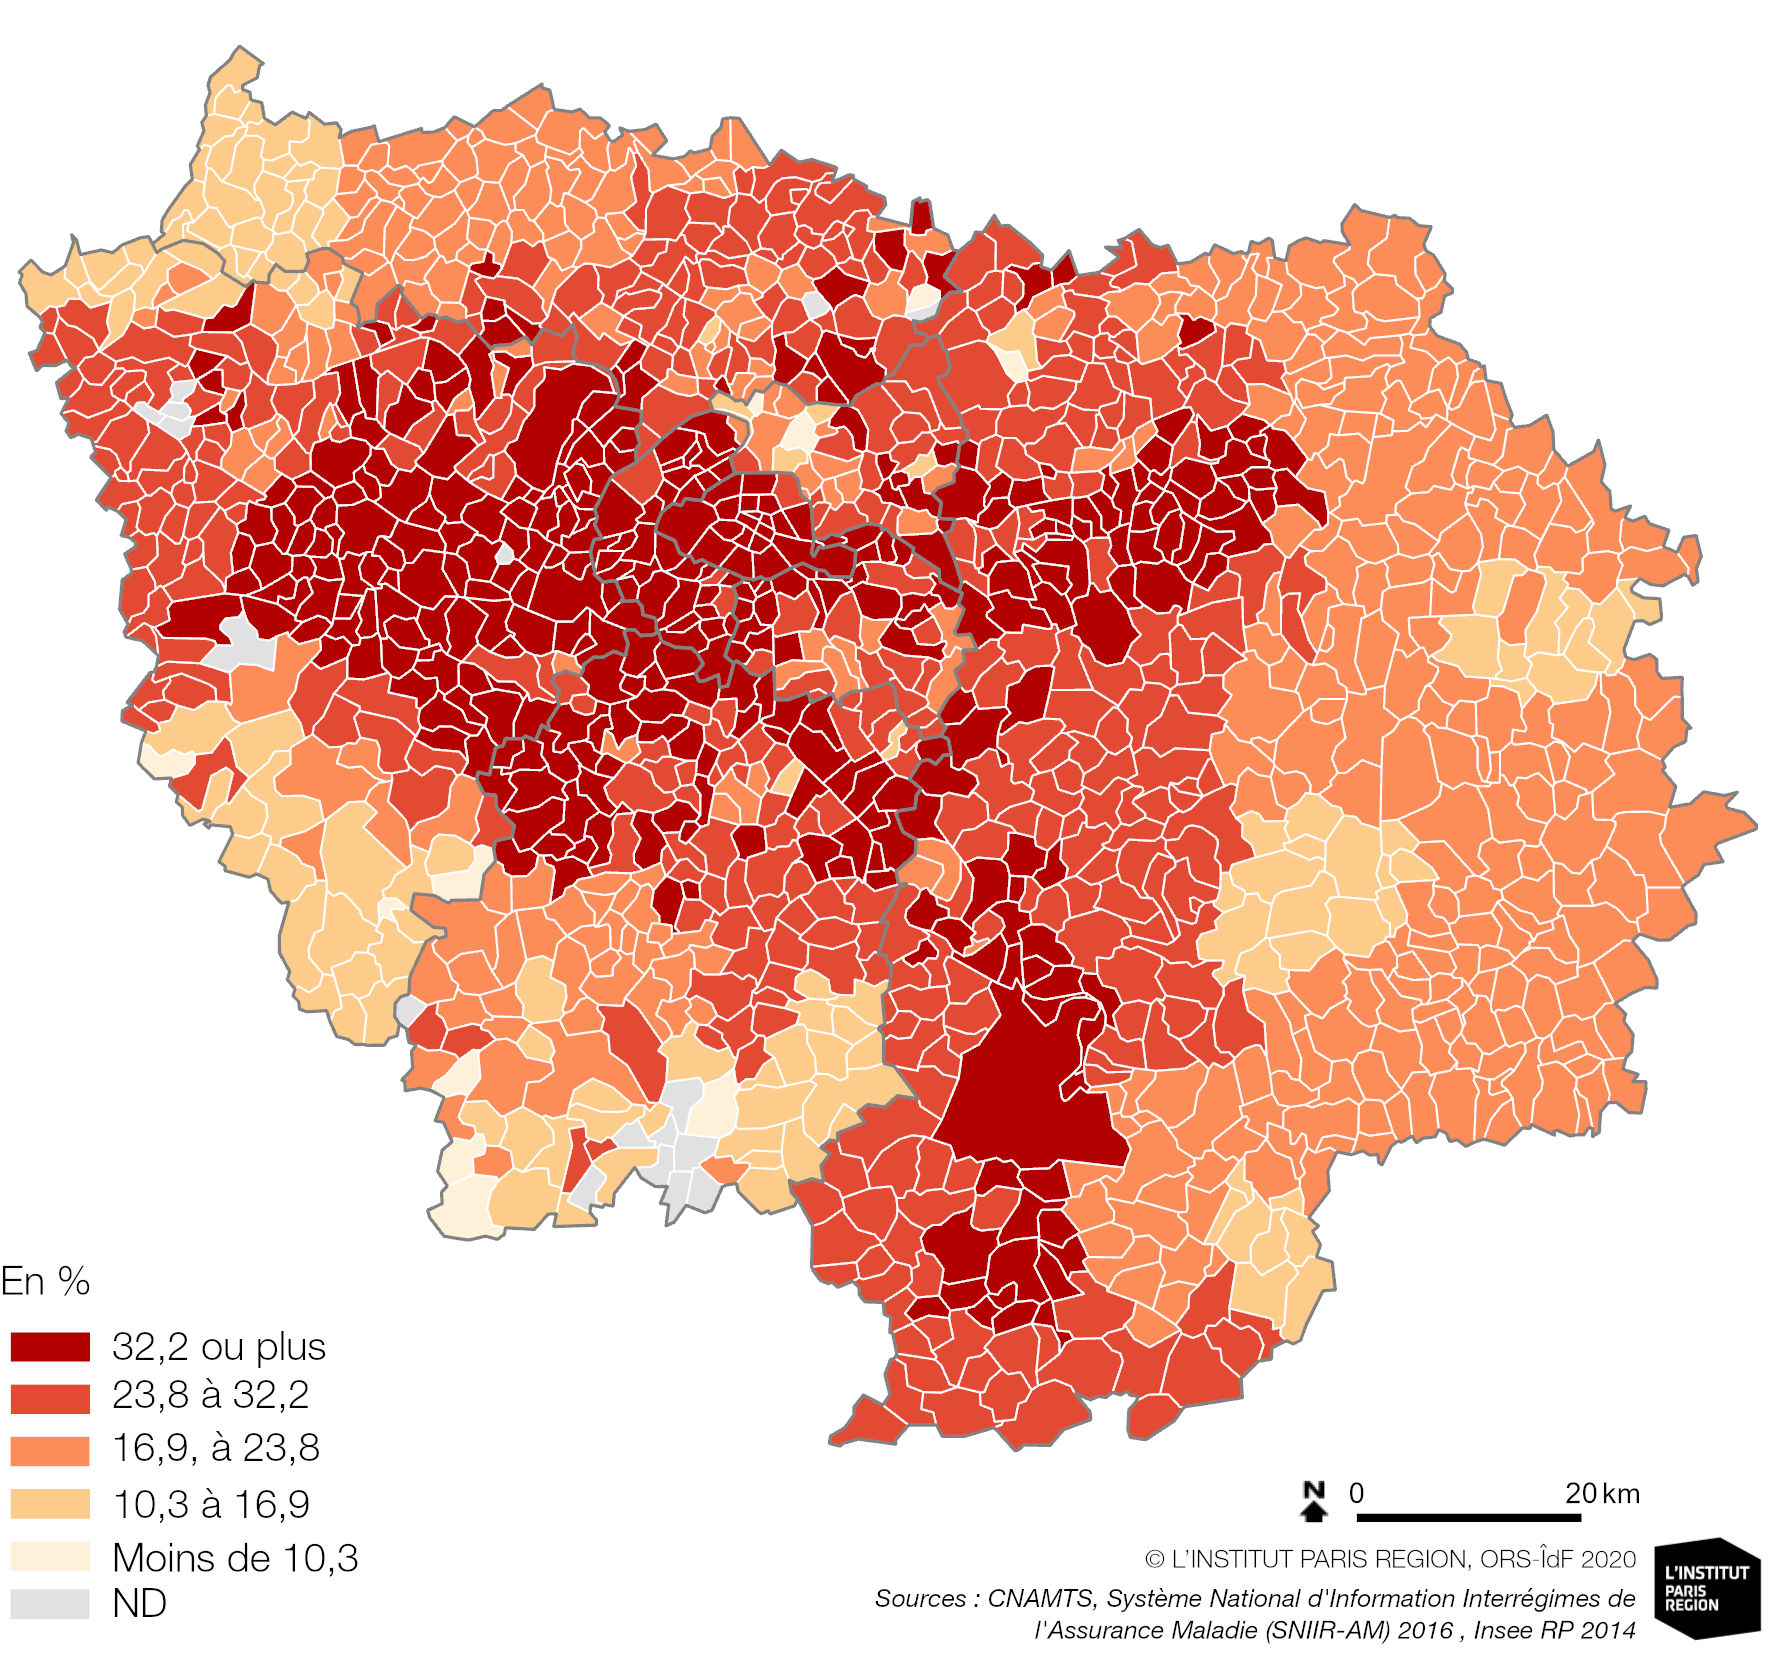 En %
32,2 ou plus
23,8 à 32,2
16,9, à 23,8
10,3 à 16,9
Moins de 10,3
ND
N
0 20 km
© L'INSTITUT PARIS REGION, ORS-ÎdF 2020
Sources : CNAMTS, Système National d'Information Interrégimes de
l'Assurance Maladie (SNIIR-AM) 2016 , Insee RP 2014
L'INSTITUT
PARIS
REGION